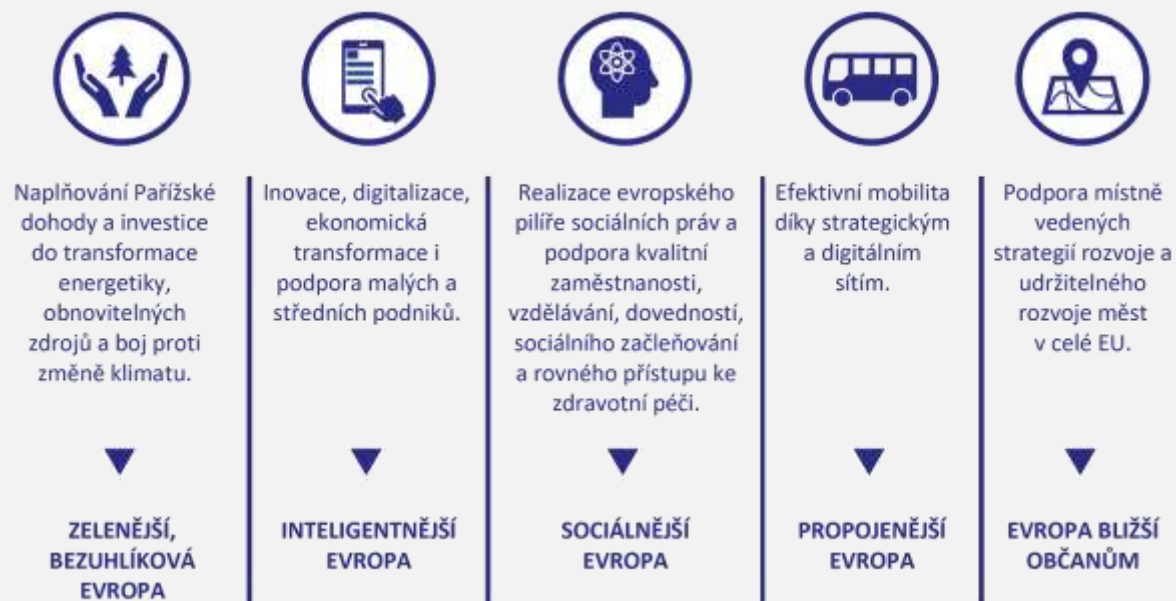 Naplňování Pařížské
dohody a investice
do transformace
energetiky,
obnovitelných
zdrojů a boj proti
změně klimatu.
ZELENĚJŠÍ,
BEZUHLÍKOVÁ
EVROPA
Inovace, digitalizace,
ekonomická
transformace i
podpora malých a
středních podniků.
INTELIGENTNĚJŠÍ
EVROPA
Realizace evropského
pilíře sociálních práv a
podpora kvalitní
zaměstnanosti,
vzdělávání, dovedností,
sociálního začleňování
a rovného přístupu ke
zdravotní péči.
SOCIÁLNĚJŠÍ
EVROPA
Efektivní mobilita
díky strategickým
a digitálním
sítím.
PROPOJENĚJŠÍ
EVROPA
Podpora místně
vedených
strategií rozvoje a
udržitelného
rozvoje měst
v celé EU.
EVROPA BLIŽŠÍ
OBČANŮM